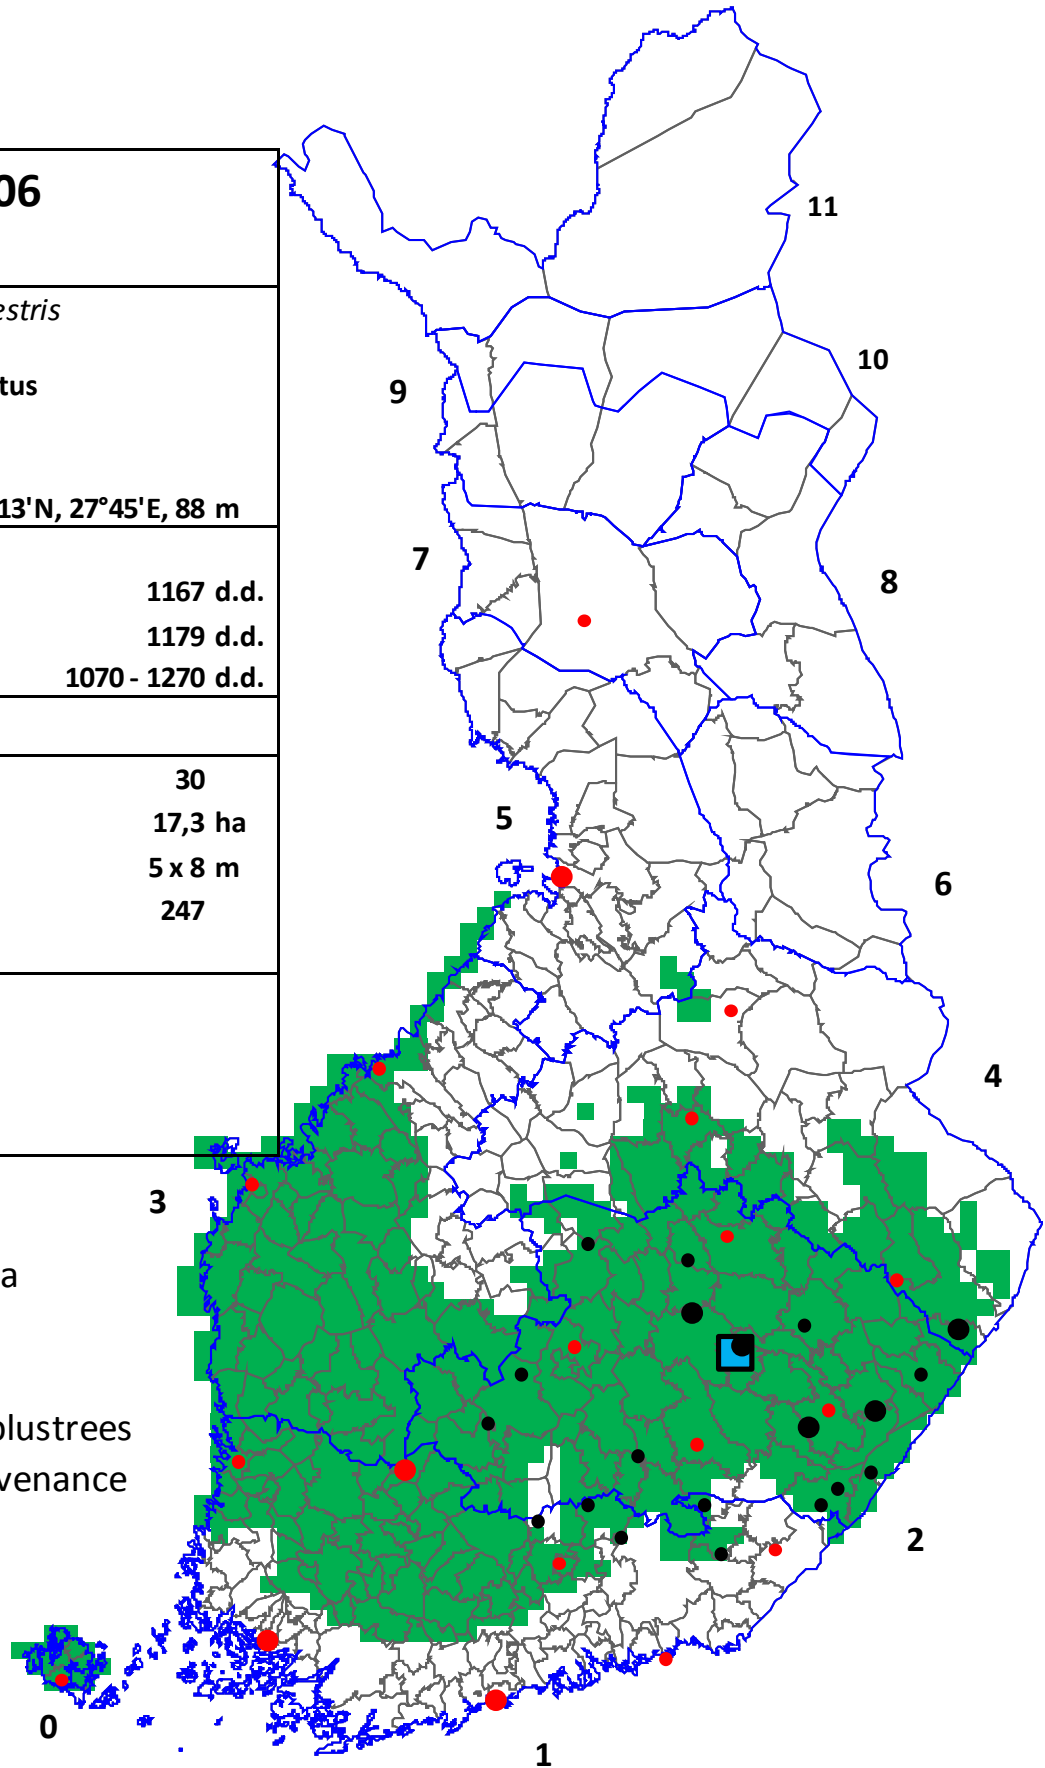 06
estris
tus
13'N, 27°45'E, 88 m
1167 d.d.
1179 d.d.
1070 - 1270 d.d.
30
17,3 ha
5 x 8 m
247
a
plustrees
venance
11
10
9
7
8
5
6
4
3
2
0
1